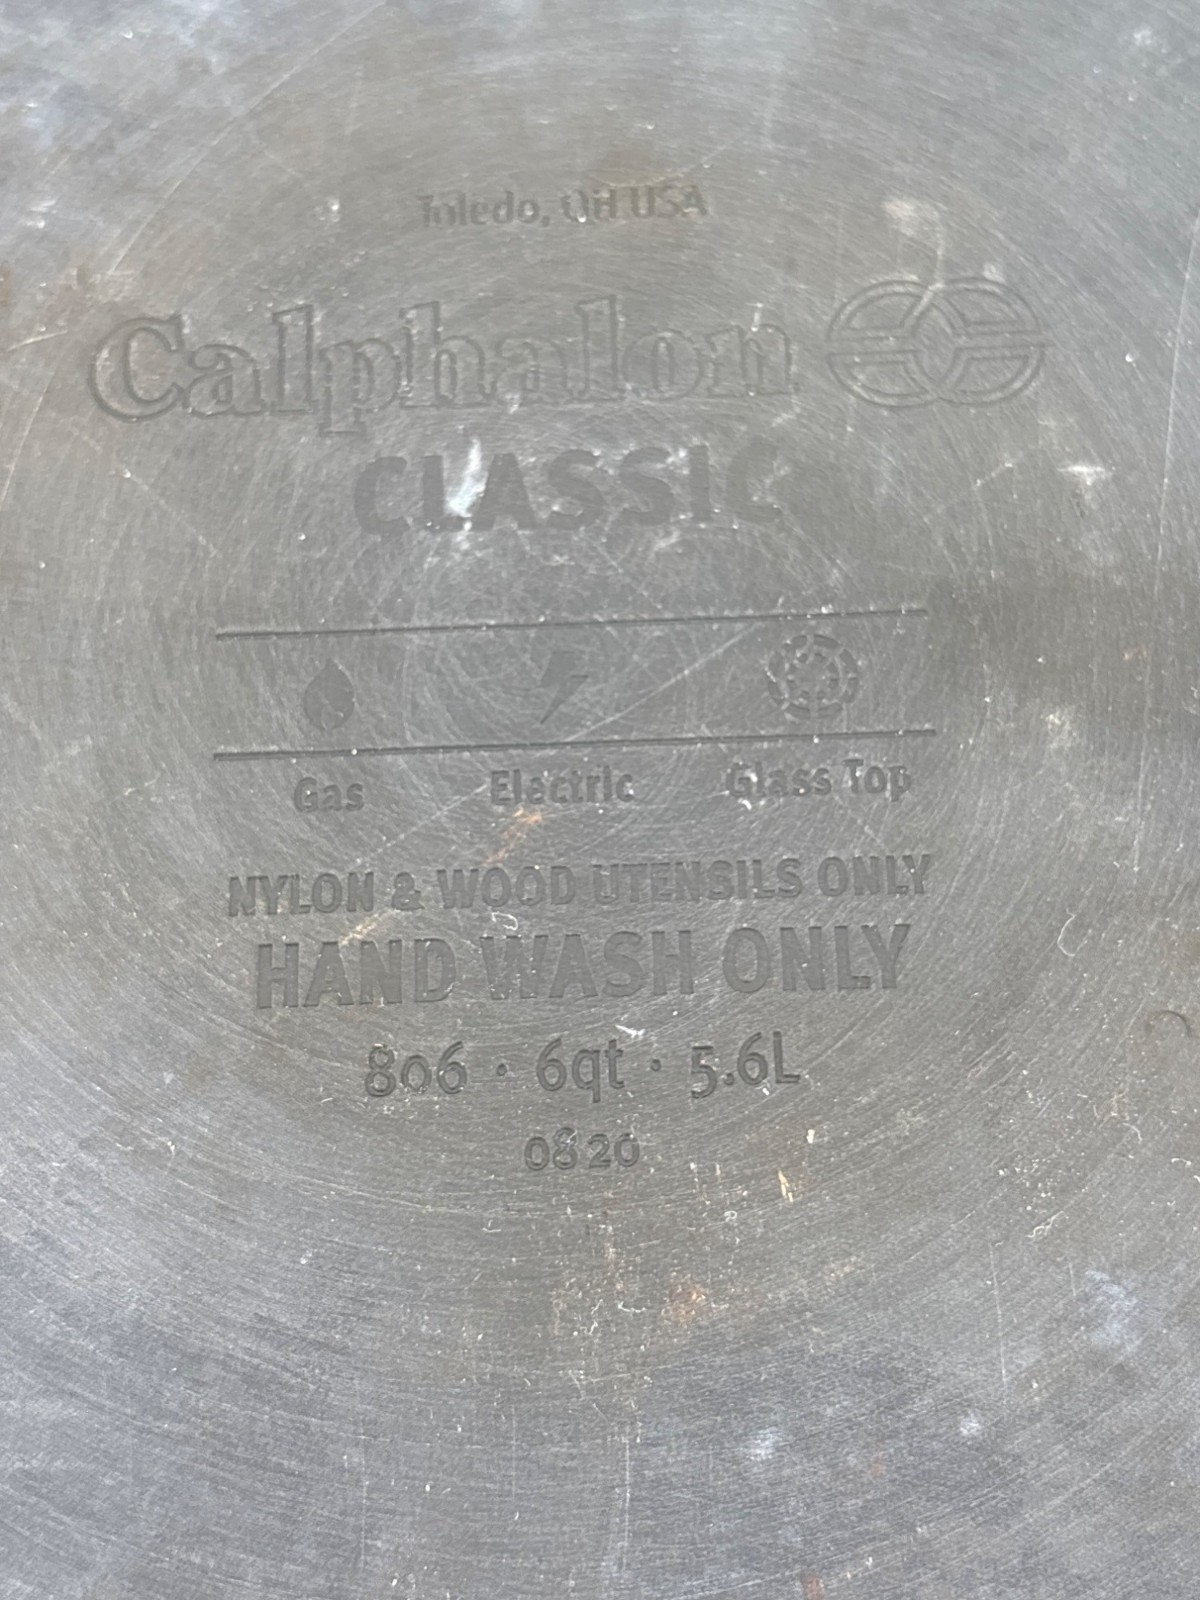 Toledo, OH USA
Calphalon
CLASSIC
Gas Electric Glass Top
NYLON & WOOD UTENSILS ONLY
HAND WASH ONLY
806 · 6qt · 5.6L
0820